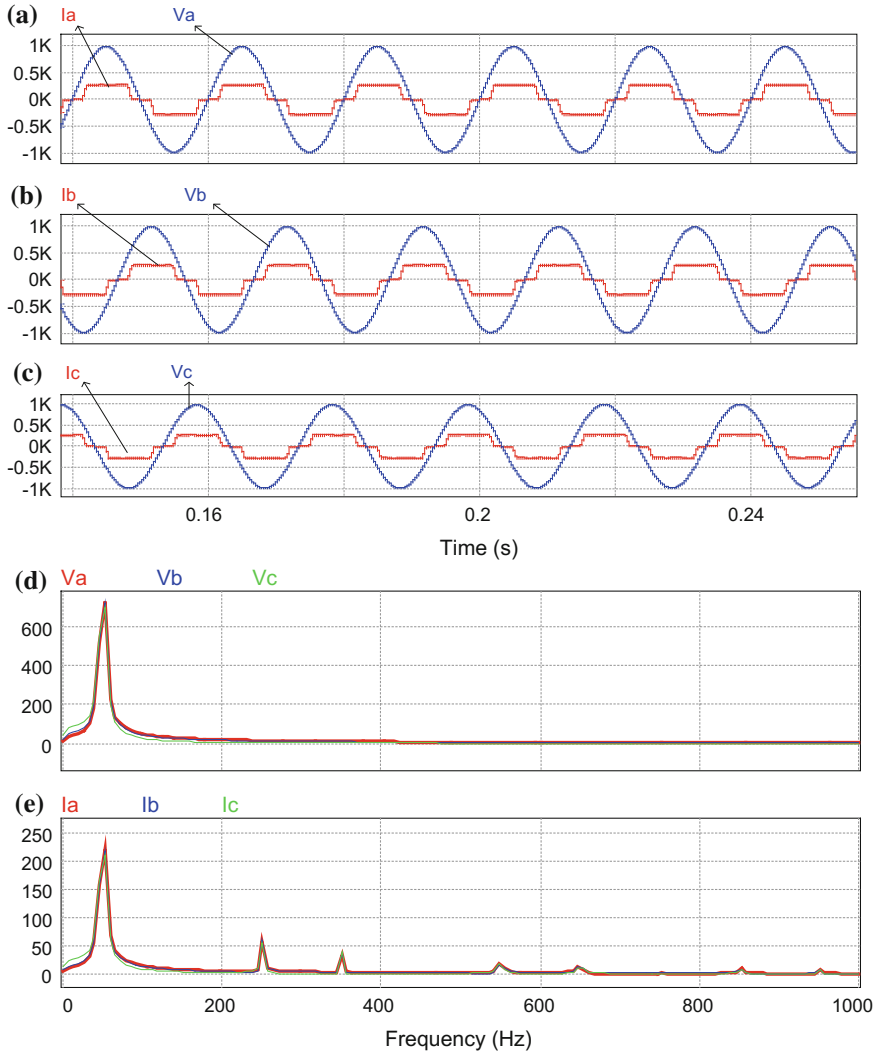 (a) Ia Va
1K
0.5K
0K
-0.5K
-1K
(b) Ib Vb
1K
0.5K
0K
-0.5K
-1K
(c) Ic Vc
1K
0.5K
0K
-0.5K
-1K
0.16 0.2 0.24
Time (s)
(d) Va Vb Vc
600
400
200
0
(e) Ia Ib Ic
250
200
150
100
50
0
0 200 400 600 800 1000
Frequency (Hz)